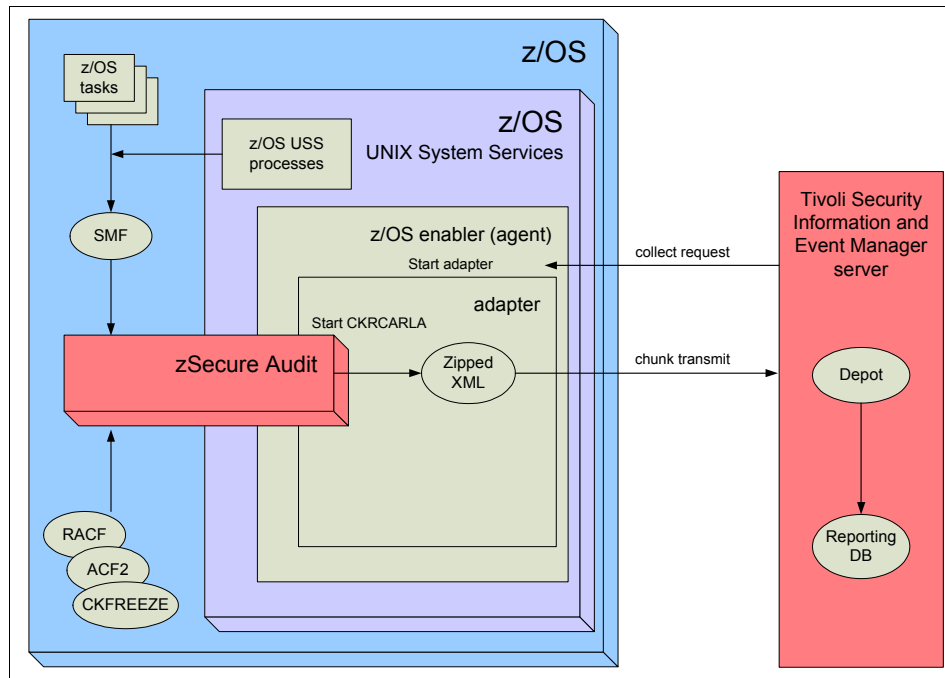 z/OS
z/OS
tasks
z/OS
UNIX System Services
z/OS USS
processes
SMF
z/OS enabler (agent)
Start adapter
collect request
Tivoli Security
Information and
Event Manager
server
adapter
Start CKRCARLA
zSecure Audit
Zipped
XML
chunk transmit
Depot
Reporting
DB
RACF
ACF2
CKFREEZE